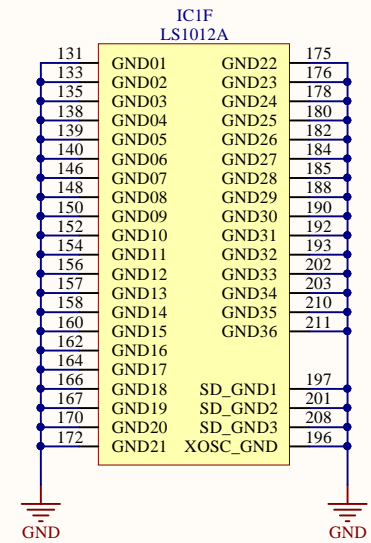 IC1F
LS1012A
131 GND01 GND22 175
133 GND02 GND23 176
135 GND03 GND24 178
138 GND04 GND25 180
139 GND05 GND26 182
140 GND06 GND27 184
146 GND07 GND28 185
148 GND08 GND29 188
150 GND09 GND30 190
152 GND10 GND31 192
154 GND11 GND32 193
156 GND12 GND33 202
157 GND13 GND34 203
158 GND14 GND35 210
160 GND15 GND36 211
162 GND16
164 GND17
166 GND18 SD_GND1 197
167 GND19 SD_GND2 201
170 GND20 SD_GND3 208
172 GND21 XOSC_GND 196
GND GND